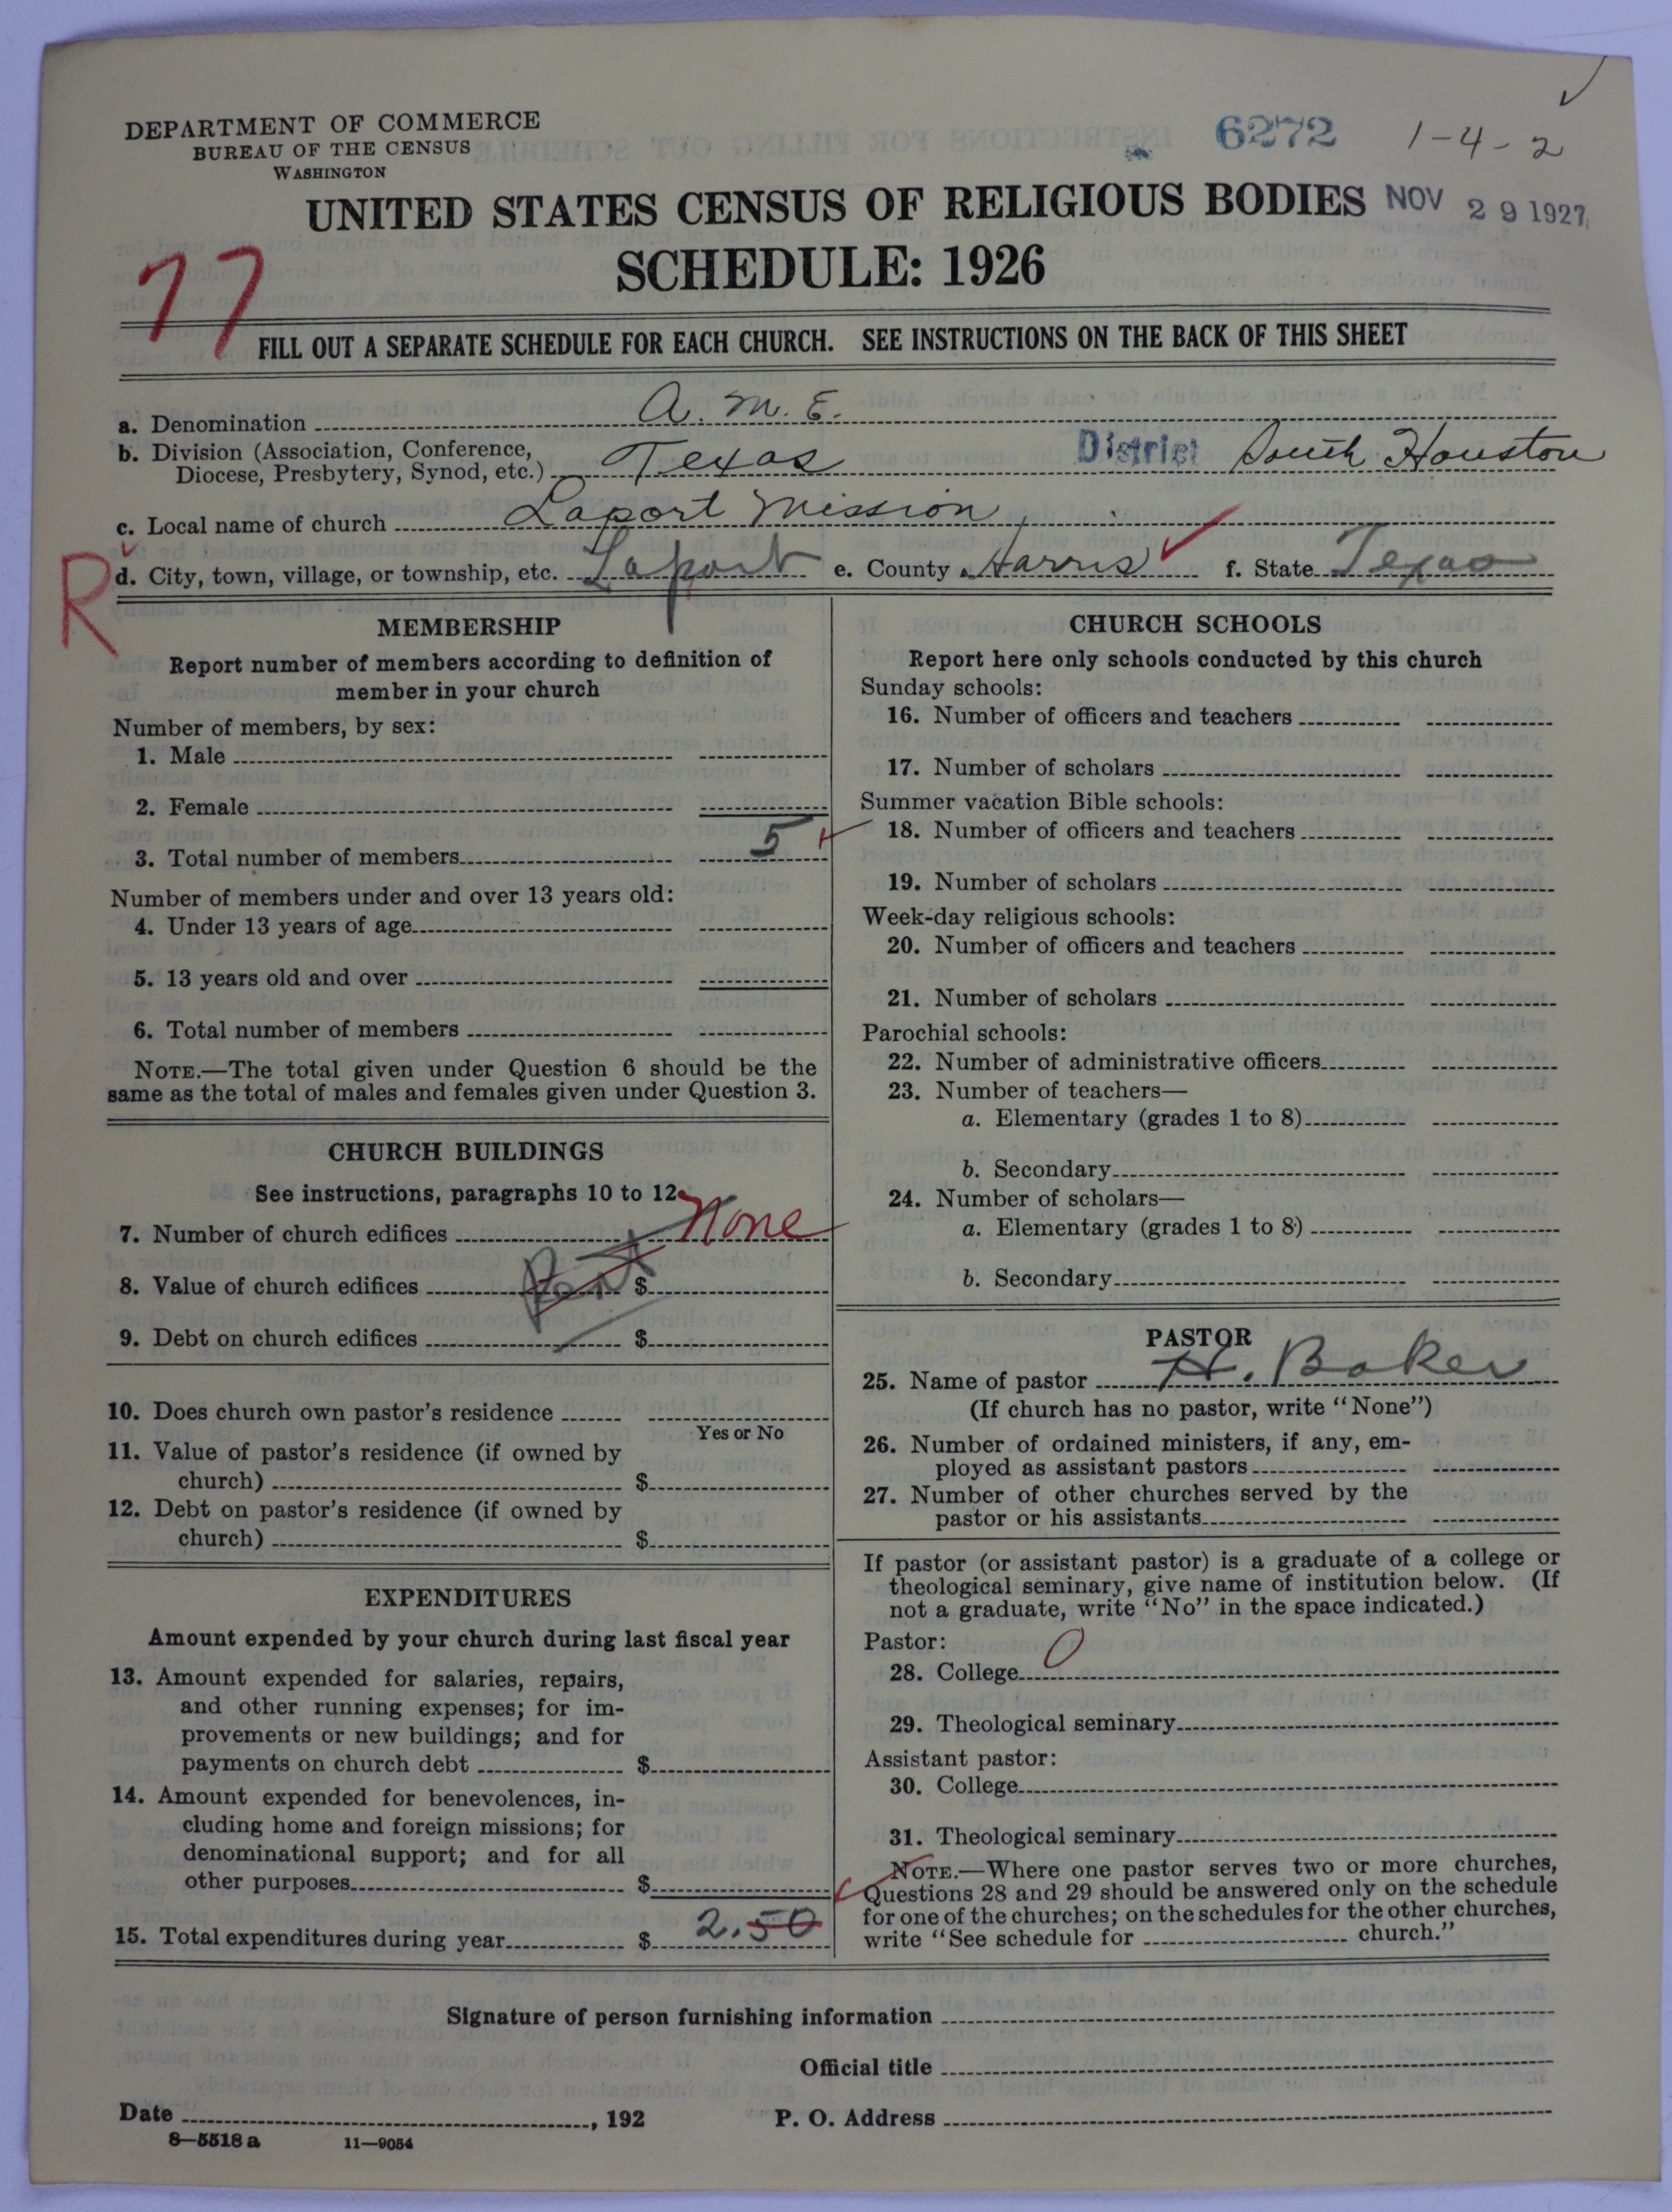 DEPARTMENT OF COMMERCE
BUREAU OF THE CENSUS
WASHINGTON
6272
1-4-2
UNITED STATES CENSUS OF RELIGIOUS BODIES
NOV 29 1927
SCHEDULE: 1926
77
FILL OUT A SEPARATE SCHEDULE FOR EACH CHURCH. SEE INSTRUCTIONS ON THE BACK OF THIS SHEET
a. Denomination A. M. E.
b. Division (Association, Conference,
Diocese, Presbytery, Synod, etc.) Texas District South Houston
c. Local name of church Laport Mission
R
d. City, town, village, or township, etc. Laport e. County Harris f. State Texas
MEMBERSHIP
Report number of members according to definition of
member in your church
Number of members, by sex:
1. Male
2. Female
3. Total number of members 5
Number of members under and over 13 years old:
4. Under 13 years of age
5. 13 years old and over
6. Total number of members
NOTE.—The total given under Question 6 should be the
same as the total of males and females given under Question 3.
CHURCH BUILDINGS
See instructions, paragraphs 10 to 12
7. Number of church edifices None
8. Value of church edifices Rent $
9. Debt on church edifices $
10. Does church own pastor's residence
Yes or No
11. Value of pastor's residence (if owned by
church) $
12. Debt on pastor's residence (if owned by
church) $
EXPENDITURES
Amount expended by your church during last fiscal year
13. Amount expended for salaries, repairs,
and other running expenses; for im-
provements or new buildings; and for
payments on church debt $
14. Amount expended for benevolences, in-
cluding home and foreign missions; for
denominational support; and for all
other purposes $
15. Total expenditures during year $ 2.50
CHURCH SCHOOLS
Report here only schools conducted by this church
Sunday schools:
16. Number of officers and teachers
17. Number of scholars
Summer vacation Bible schools:
18. Number of officers and teachers
19. Number of scholars
Week-day religious schools:
20. Number of officers and teachers
21. Number of scholars
Parochial schools:
22. Number of administrative officers
23. Number of teachers—
a. Elementary (grades 1 to 8)
b. Secondary
24. Number of scholars—
a. Elementary (grades 1 to 8)
b. Secondary
PASTOR
25. Name of pastor H. Baker
(If church has no pastor, write "None")
26. Number of ordained ministers, if any, em-
ployed as assistant pastors
27. Number of other churches served by the
pastor or his assistants
If pastor (or assistant pastor) is a graduate of a college or
theological seminary, give name of institution below. (If
not a graduate, write "No" in the space indicated.)
Pastor:
28. College 0
29. Theological seminary
Assistant pastor:
30. College
31. Theological seminary
NOTE.—Where one pastor serves two or more churches,
Questions 28 and 29 should be answered only on the schedule
for one of the churches; on the schedules for the other churches,
write "See schedule for church."
Signature of person furnishing information
Official title
Date , 192 P. O. Address
8—5518 a 11—9054